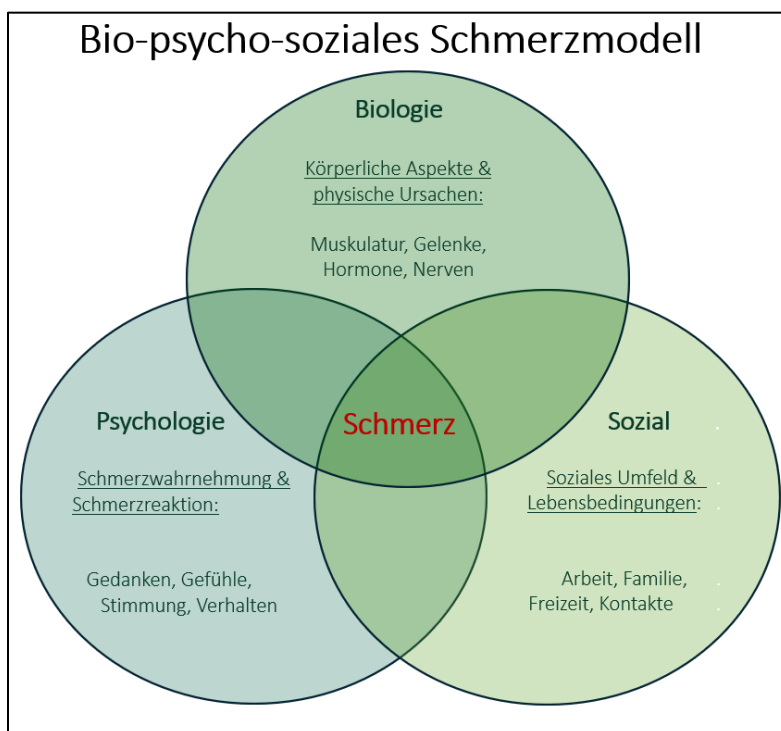 Bio-psycho-soziales Schmerzmodell
Biologie
Körperliche Aspekte &
physische Ursachen:
Muskulatur, Gelenke,
Hormone, Nerven
Schmerz
Psychologie
Schmerzwahrnehmung &
Schmerzreaktion:
Gedanken, Gefühle,
Stimmung, Verhalten
Sozial
Soziales Umfeld &
Lebensbedingungen:
Arbeit, Familie,
Freizeit, Kontakte